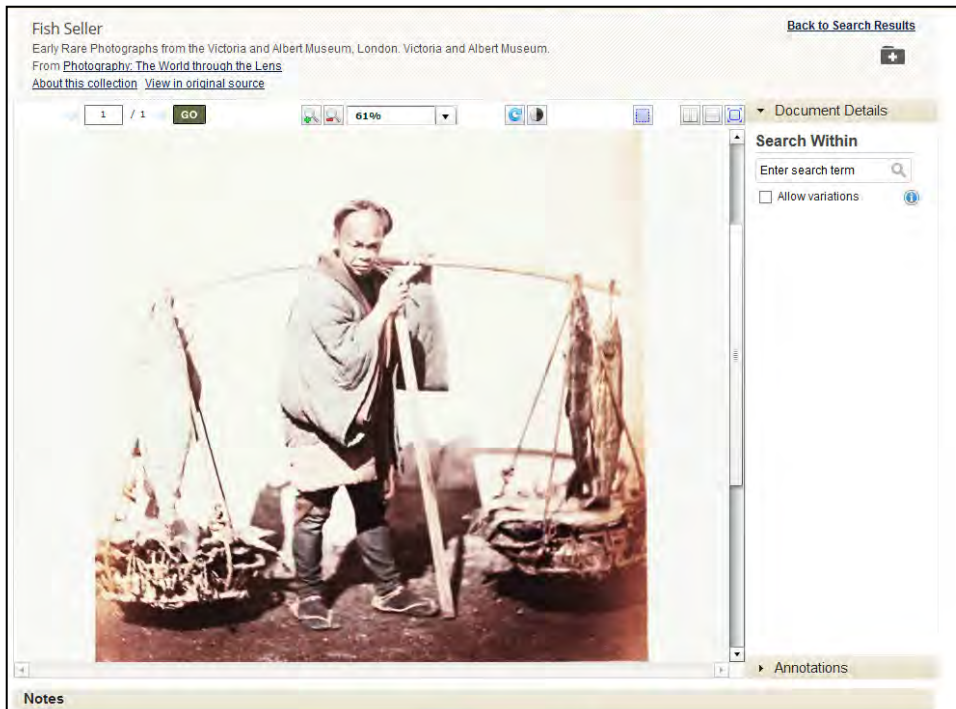 Fish Seller
Back to Search Results
Early Rare Photographs from the Victoria and Albert Museum, London. Victoria and Albert Museum.
From Photography: The World through the Lens
About this collection View in original source
1 / 1 GO 61% Document Details
Search Within
Enter search term
Allow variations
Annotations
Notes